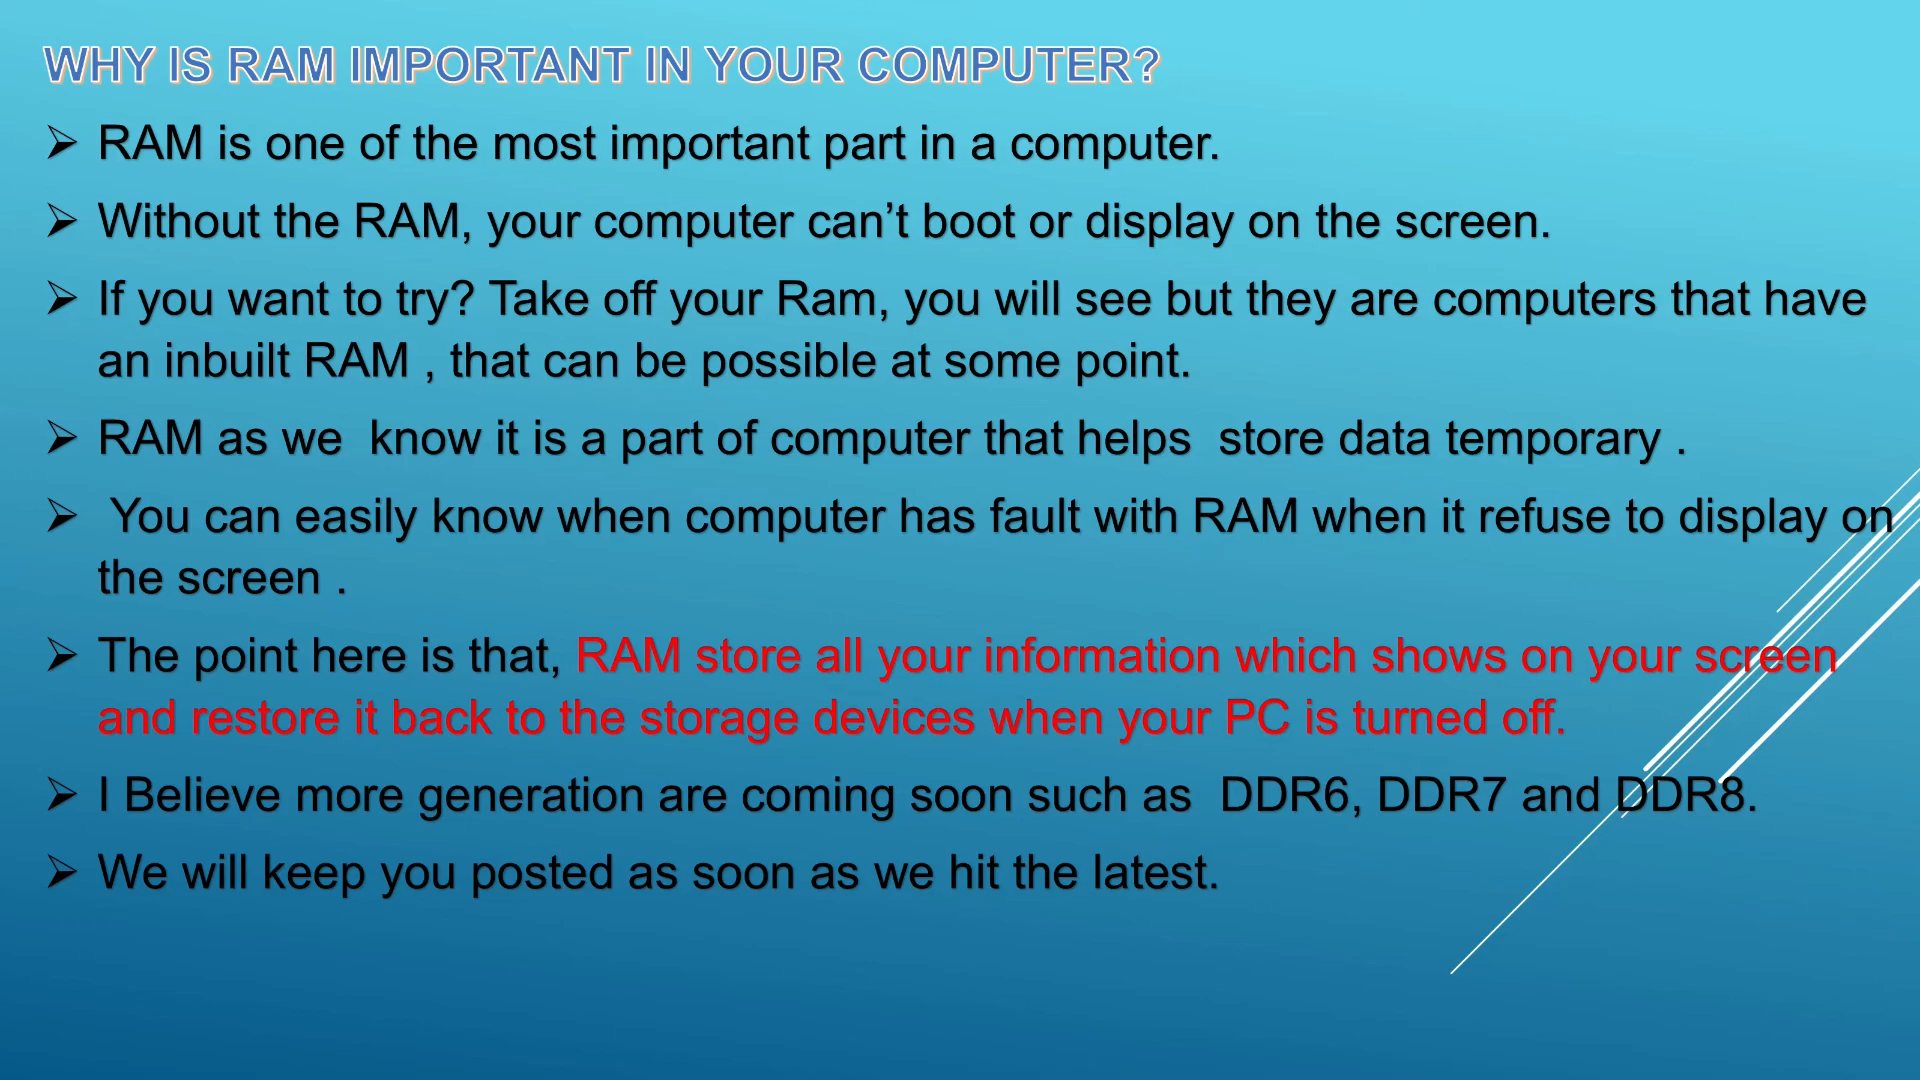 WHY IS RAM IMPORTANT IN YOUR COMPUTER?
➢ RAM is one of the most important part in a computer.
➢ Without the RAM, your computer can’t boot or display on the screen.
➢ If you want to try? Take off your Ram, you will see but they are computers that have
an inbuilt RAM , that can be possible at some point.
➢ RAM as we  know it is a part of computer that helps  store data temporary .
➢  You can easily know when computer has fault with RAM when it refuse to display on
the screen .
➢ The point here is that, RAM store all your information which shows on your screen
and restore it back to the storage devices when your PC is turned off.
➢ I Believe more generation are coming soon such as  DDR6, DDR7 and DDR8.
➢ We will keep you posted as soon as we hit the latest.